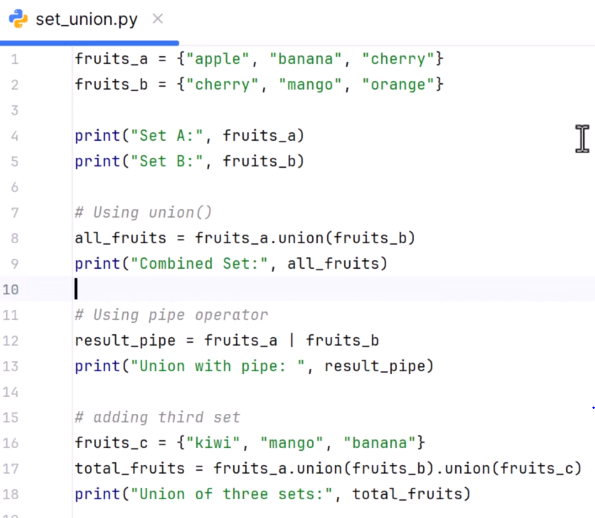 set_union.py ×
1 fruits_a = {"apple", "banana", "cherry"}
2 fruits_b = {"cherry", "mango", "orange"}
3
4 print("Set A:", fruits_a)
5 print("Set B:", fruits_b)
6
7 # Using union()
8 all_fruits = fruits_a.union(fruits_b)
9 print("Combined Set:", all_fruits)
10
11 # Using pipe operator
12 result_pipe = fruits_a | fruits_b
13 print("Union with pipe: ", result_pipe)
14
15 # adding third set
16 fruits_c = {"kiwi", "mango", "banana"}
17 total_fruits = fruits_a.union(fruits_b).union(fruits_c)
18 print("Union of three sets:", total_fruits)